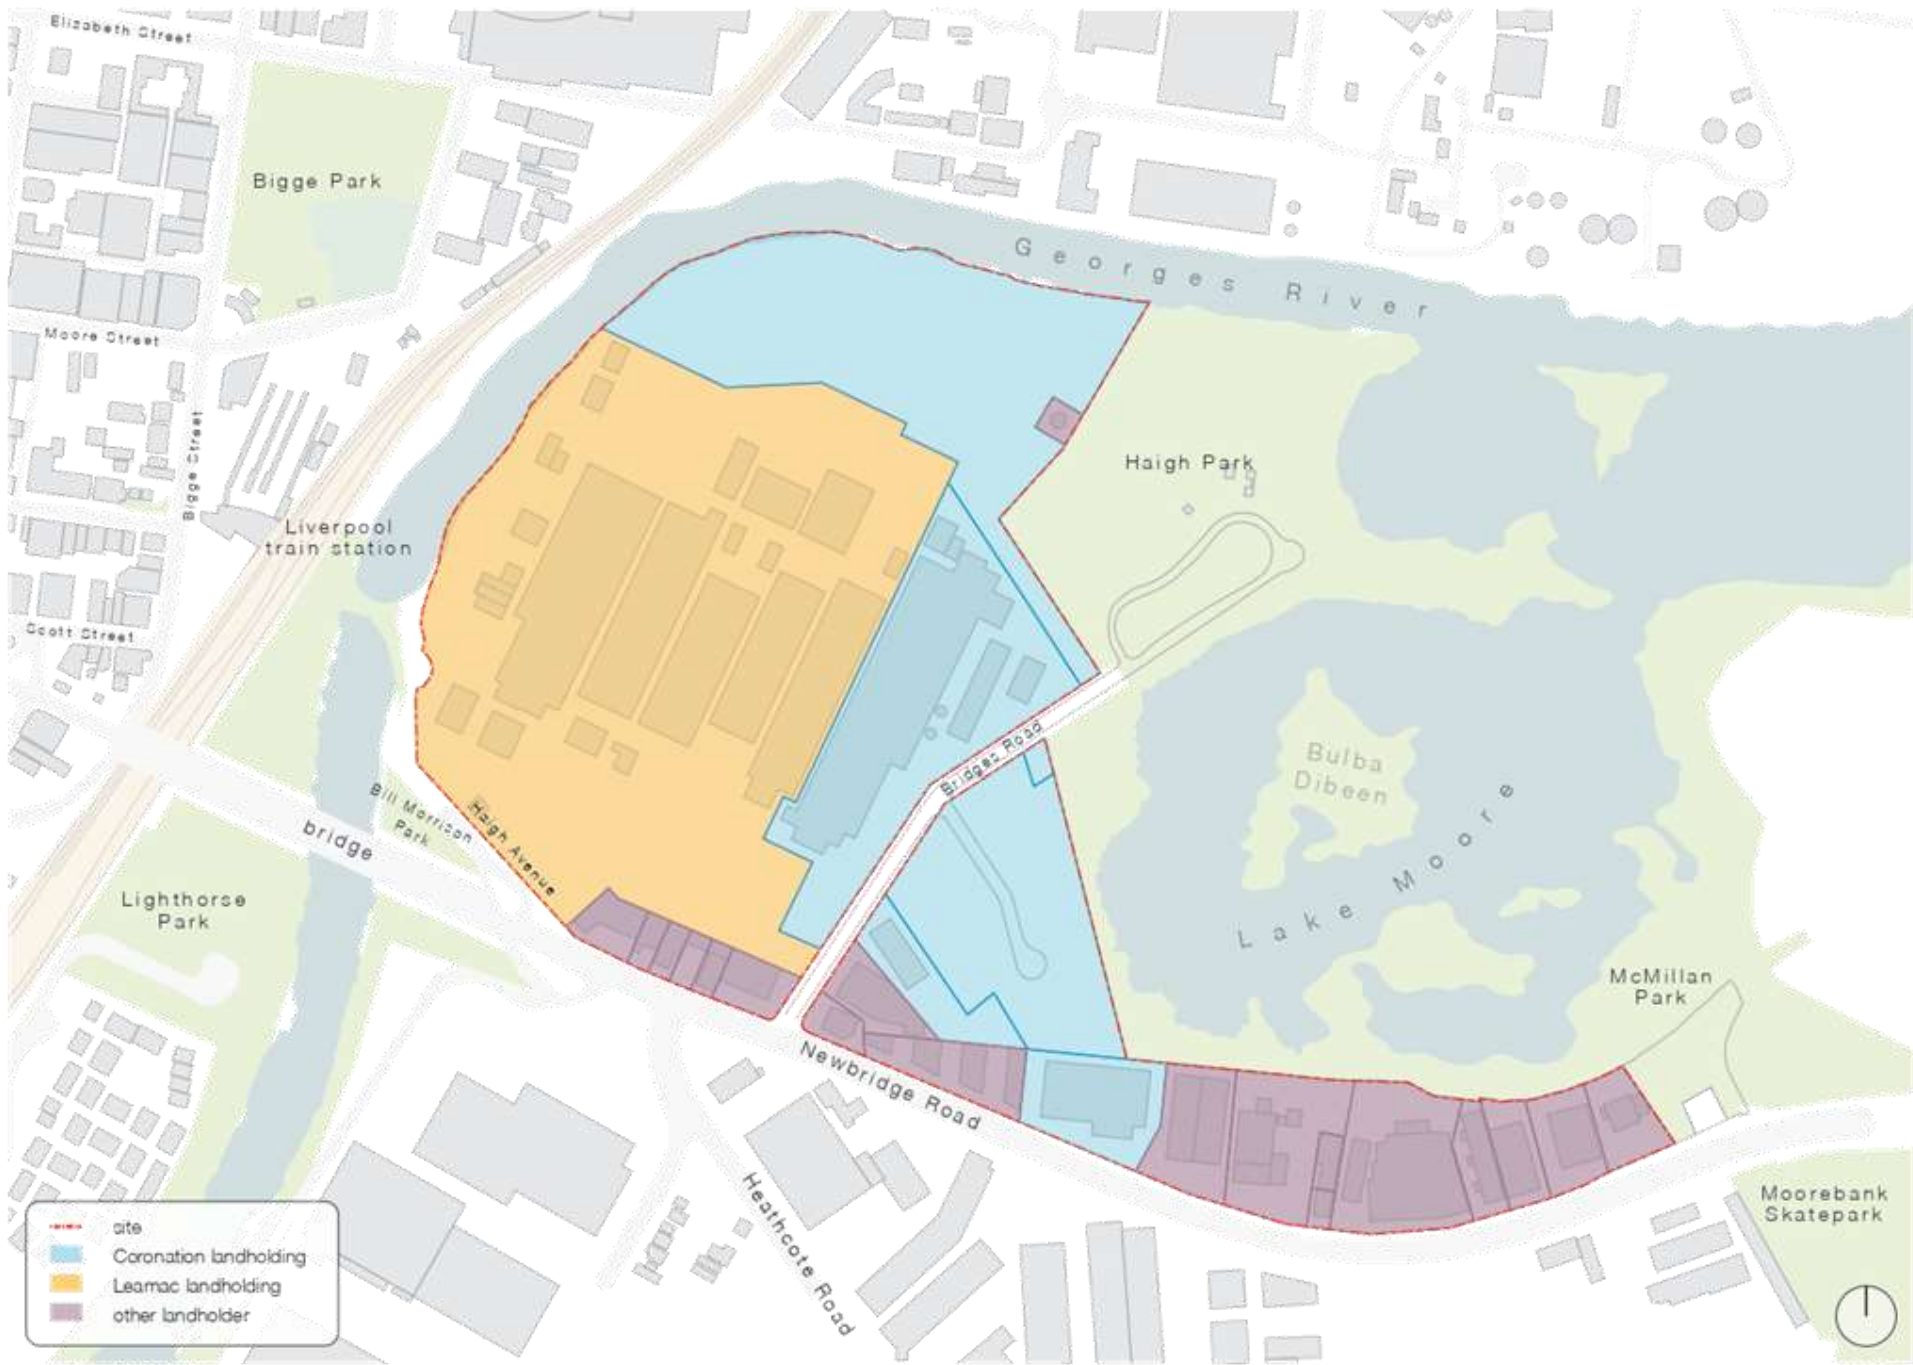 Elizabeth Street
Bigge Park
Georges River
Moore Street
Bigge Street
Haigh Park
Liverpool
train station
Scott Street
Bridges Road
Bulba
Dibeen
Bill Morrison
Park
Haigh Avenue
bridge
Lake Moore
Lighthorse
Park
McMillan
Park
Newbridge Road
Heathcote Road
Moorebank
Skatepark
site
Coronation landholding
Leamac landholding
other landholder